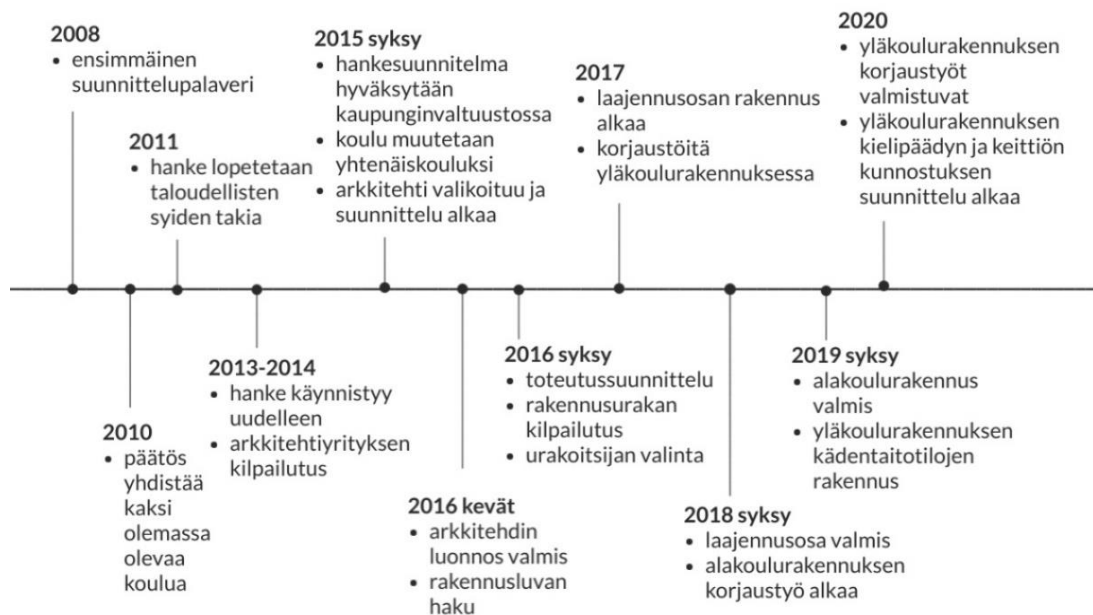 2008
• ensimmäinen
suunnittelupalaveri
2010
• päätös
yhdistää
kaksi
olemassa
olevaa
koulua
2011
• hanke lopetetaan
taloudellisten
syiden takia
2013-2014
• hanke käynnistyy
uudelleen
• arkkitehtiyrityksen
kilpailutus
2015 syksy
• hankesuunnitelma
hyväksytään
kaupunginvaltuustossa
• koulu muutetaan
yhtenäiskouluksi
• arkkitehti valikoituu ja
suunnittelu alkaa
2016 kevät
• arkkitehdin
luonnos valmis
• rakennusluvan
haku
2016 syksy
• toteutussuunnittelu
• rakennusurakan
kilpailutus
• urakoitsijan valinta
2017
• laajennusosan rakennus
alkaa
• korjaustöitä
yläkoulurakennuksessa
2018 syksy
• laajennusosa valmis
• alakoulurakennuksen
korjaustyö alkaa
2019 syksy
• alakoulurakennus
valmis
• yläkoulurakennuksen
kädentaitotilojen
rakennus
2020
• yläkoulurakennuksen
korjaustyöt
valmistuvat
• yläkoulurakennuksen
kielipäädyn ja keittiön
kunnostuksen
suunnittelu alkaa